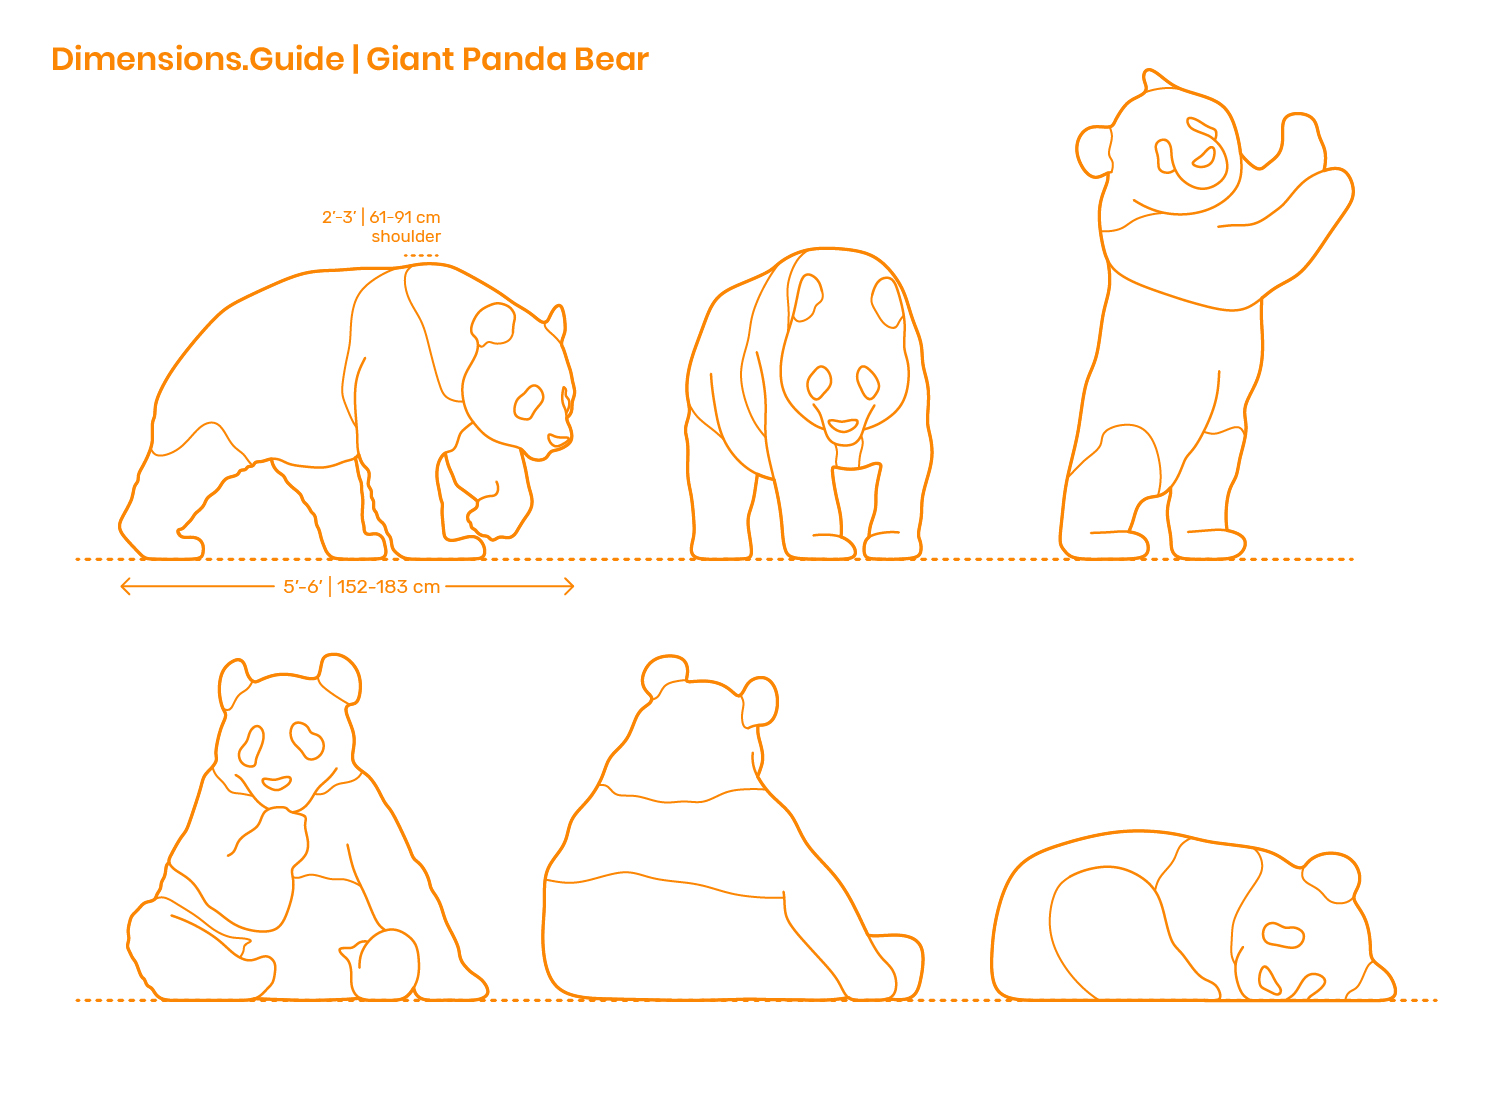 Dimensions.Guide | Giant Panda Bear
2'-3' | 61-91 cm
shoulder
5'-6' | 152-183 cm